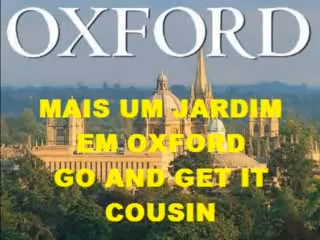 OXFORD
MAIS UM JARDIM
EM OXFORD
GO AND GET IT
COUSIN